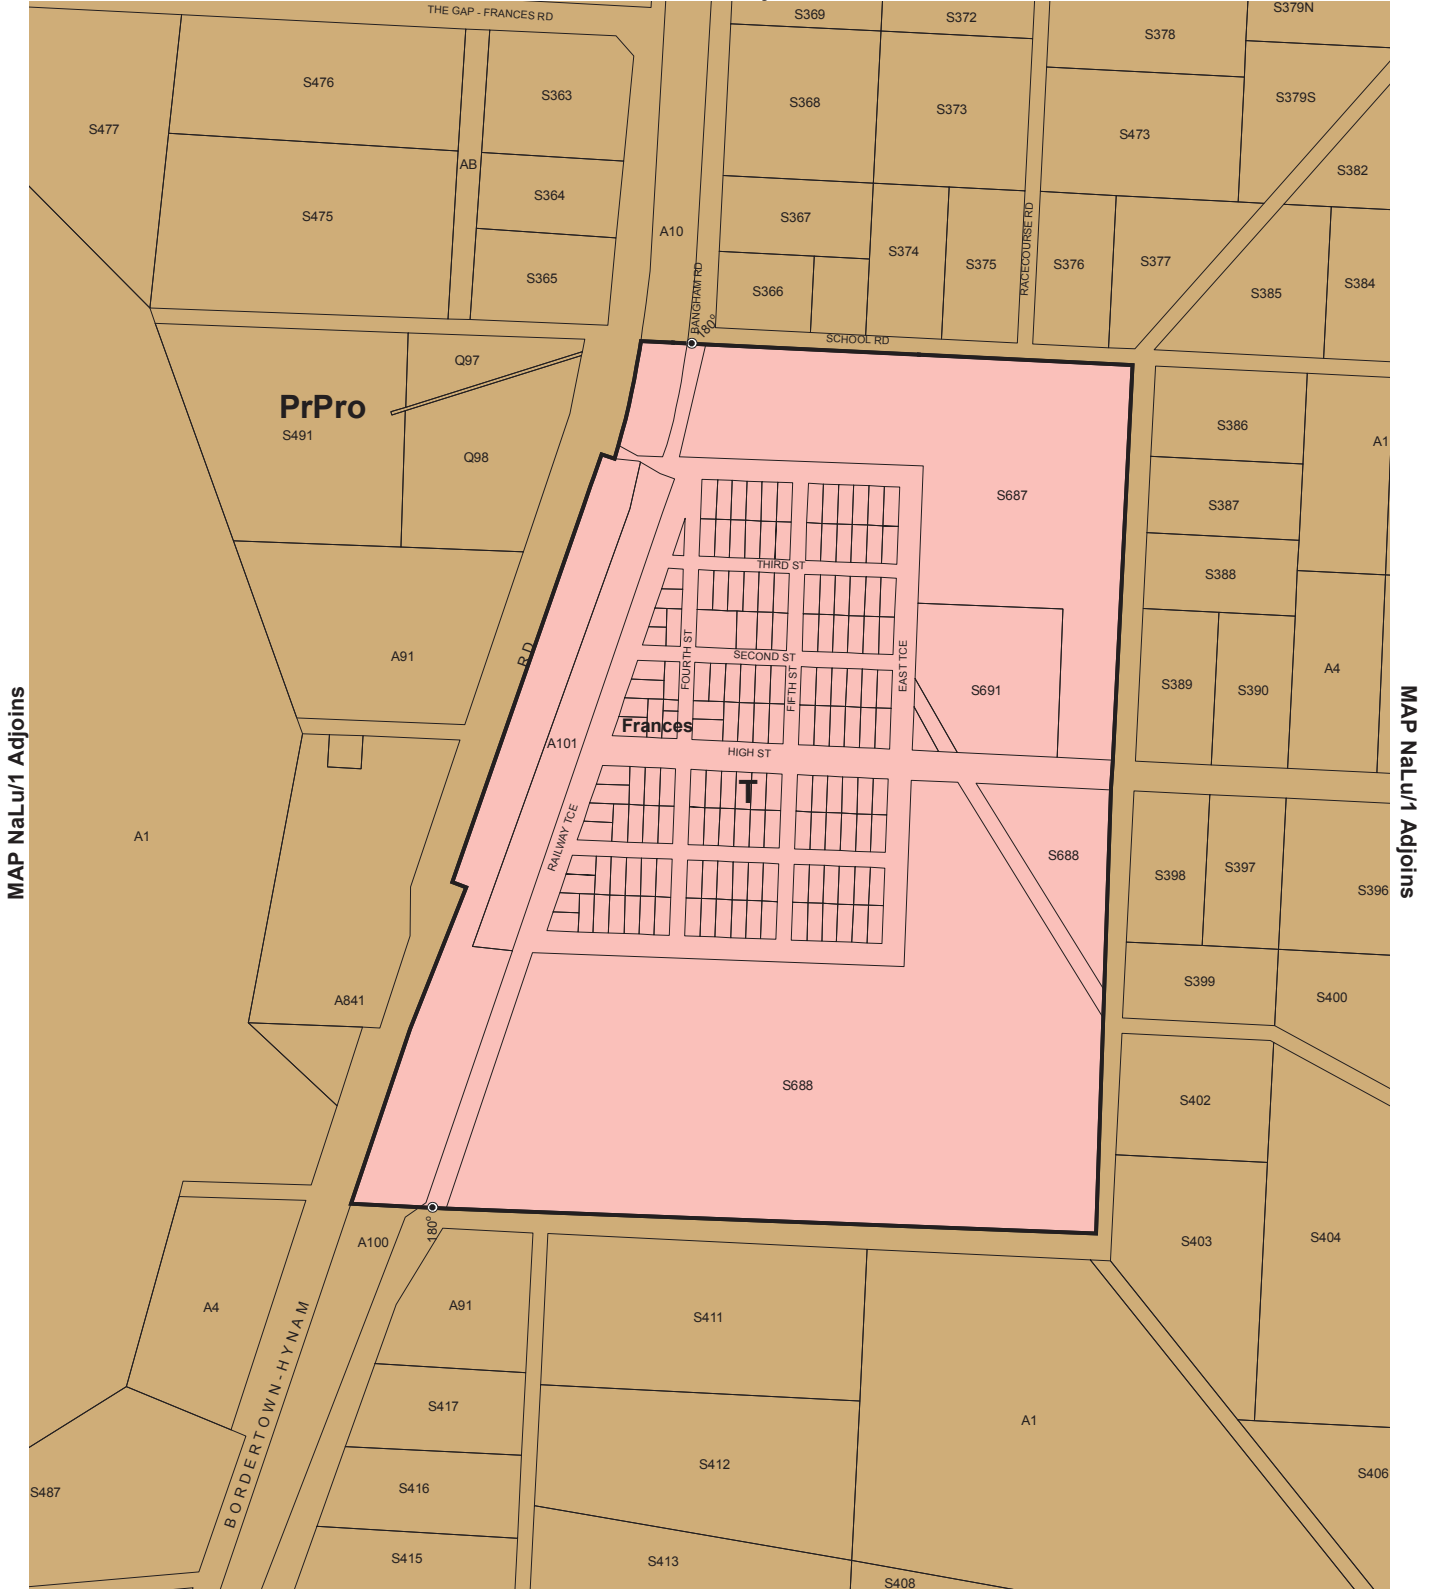 THE GAP - FRANCES RD
S369
S372
S379N
S378
S476
S363
S368
S373
S379S
S477
S473
AB
S382
S475
S364
S367
A10
S374
S375
RACECOURSE RD
S376
S377
S365
S366
BANGHAM RD
S385
S384
180°
SCHOOL RD
Q97
PrPro
S491
Q98
S386
A1
S687
S387
THIRD ST
S388
A91
RD
FOURTH ST
SECOND ST
FIFTH ST
EAST TCE
S691
S389
S390
A4
MAP NaLu/1 Adjoins
MAP NaLu/1 Adjoins
Frances
A101
HIGH ST
T
A1
RAILWAY TCE
S688
S398
S397
S396
A841
S399
S400
S688
S402
180°
A100
S403
S404
A4
A91
S411
BORDERTOWN-HYNAM
S417
A1
S412
S487
S416
S406
S415
S413
S408